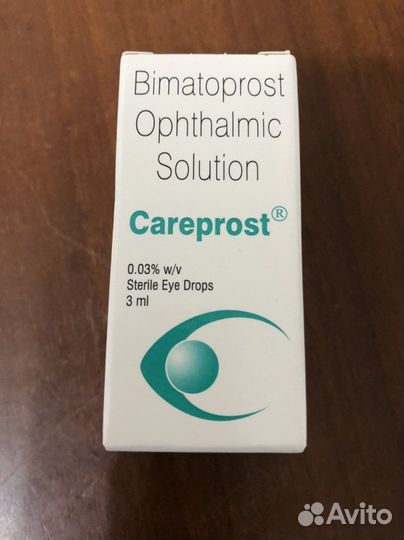 Bimatoprost
Ophthalmic
Solution
Careprost®
0.03% w/v
Sterile Eye Drops
3 ml
Avito